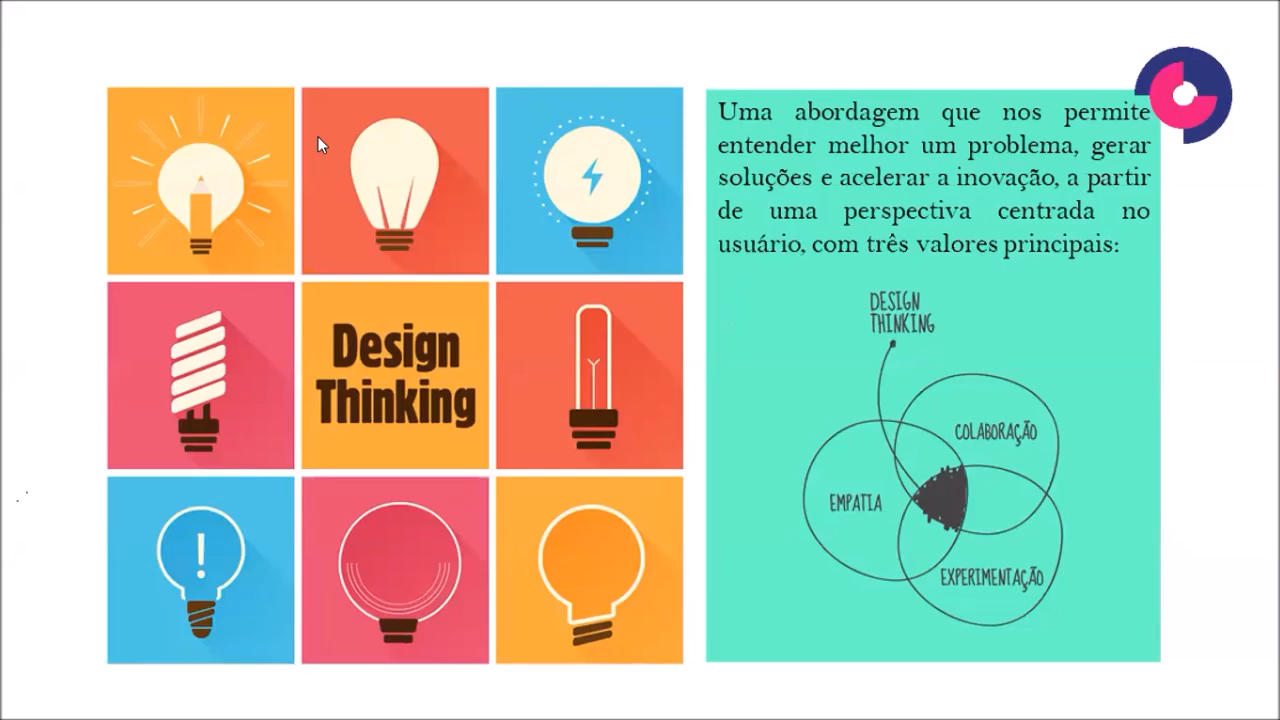 Design
Thinking
Uma abordagem que nos permite
entender melhor um problema, gerar
soluções e acelerar a inovação, a partir
de uma perspectiva centrada no
usuário, com três valores principais:
DESIGN
THINKING
COLABORAÇÃO
EMPATIA
EXPERIMENTAÇÃO